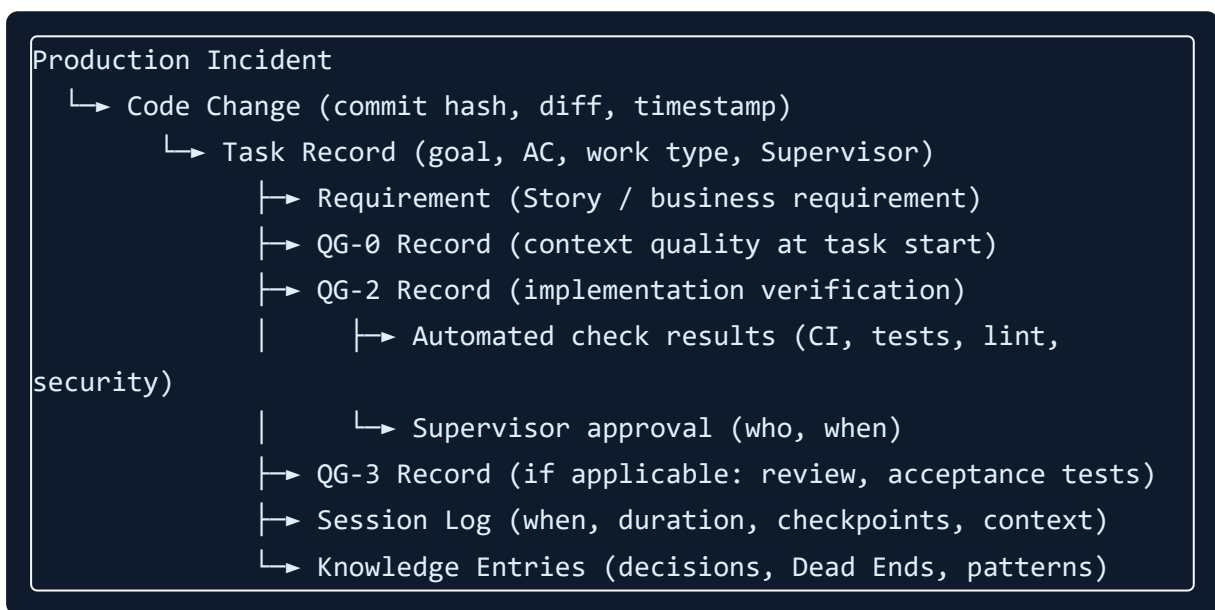 Production Incident
└─► Code Change (commit hash, diff, timestamp)
└─► Task Record (goal, AC, work type, Supervisor)
├─► Requirement (Story / business requirement)
├─► QG-0 Record (context quality at task start)
├─► QG-2 Record (implementation verification)
│ ├─► Automated check results (CI, tests, lint,
security)
│ └─► Supervisor approval (who, when)
├─► QG-3 Record (if applicable: review, acceptance tests)
├─► Session Log (when, duration, checkpoints, context)
└─► Knowledge Entries (decisions, Dead Ends, patterns)